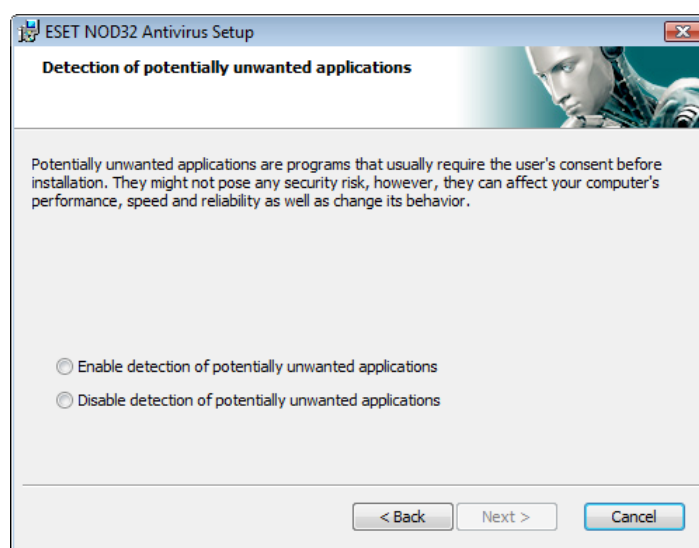 ESET NOD32 Antivirus Setup
Detection of potentially unwanted applications
Potentially unwanted applications are programs that usually require the user's consent before
installation. They might not pose any security risk, however, they can affect your computer's
performance, speed and reliability as well as change its behavior.
Enable detection of potentially unwanted applications
Disable detection of potentially unwanted applications
< Back Next > Cancel